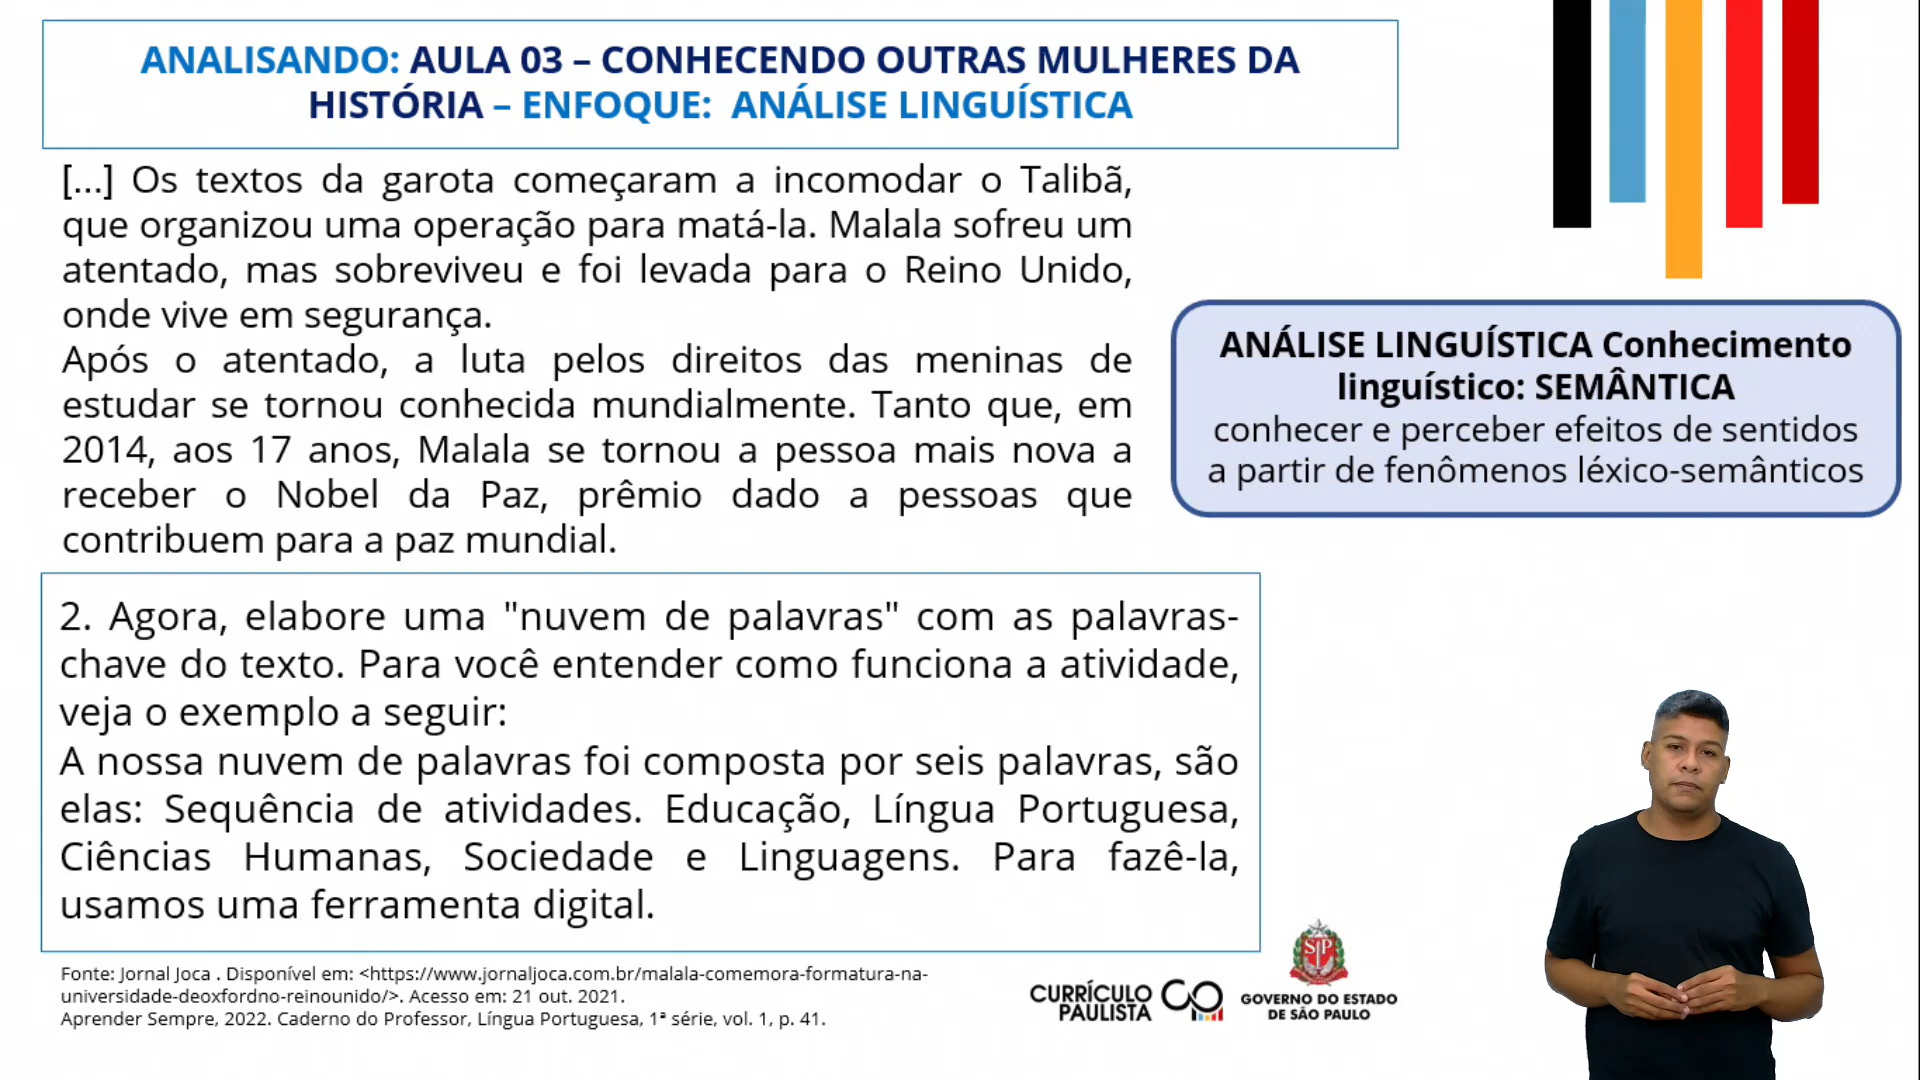 ANALISANDO: AULA 03 – CONHECENDO OUTRAS MULHERES DA
HISTÓRIA – ENFOQUE: ANÁLISE LINGUÍSTICA
[...] Os textos da garota começaram a incomodar o Talibã,
que organizou uma operação para matá-la. Malala sofreu um
atentado, mas sobreviveu e foi levada para o Reino Unido,
onde vive em segurança.
Após o atentado, a luta pelos direitos das meninas de
estudar se tornou conhecida mundialmente. Tanto que, em
2014, aos 17 anos, Malala se tornou a pessoa mais nova a
receber o Nobel da Paz, prêmio dado a pessoas que
contribuem para a paz mundial.
ANÁLISE LINGUÍSTICA Conhecimento
linguístico: SEMÂNTICA
conhecer e perceber efeitos de sentidos
a partir de fenômenos léxico-semânticos
2. Agora, elabore uma "nuvem de palavras" com as palavras-
chave do texto. Para você entender como funciona a atividade,
veja o exemplo a seguir:
A nossa nuvem de palavras foi composta por seis palavras, são
elas: Sequência de atividades. Educação, Língua Portuguesa,
Ciências Humanas, Sociedade e Linguagens. Para fazê-la,
usamos uma ferramenta digital.
Fonte: Jornal Joca . Disponível em: <https://www.jornaljoca.com.br/malala-comemora-formatura-na-
universidade-deoxfordno-reinounido/>. Acesso em: 21 out. 2021.
Aprender Sempre, 2022. Caderno do Professor, Língua Portuguesa, 1ª série, vol. 1, p. 41.
CURRÍCULO
PAULISTA
SP
GOVERNO DO ESTADO
DE SÃO PAULO